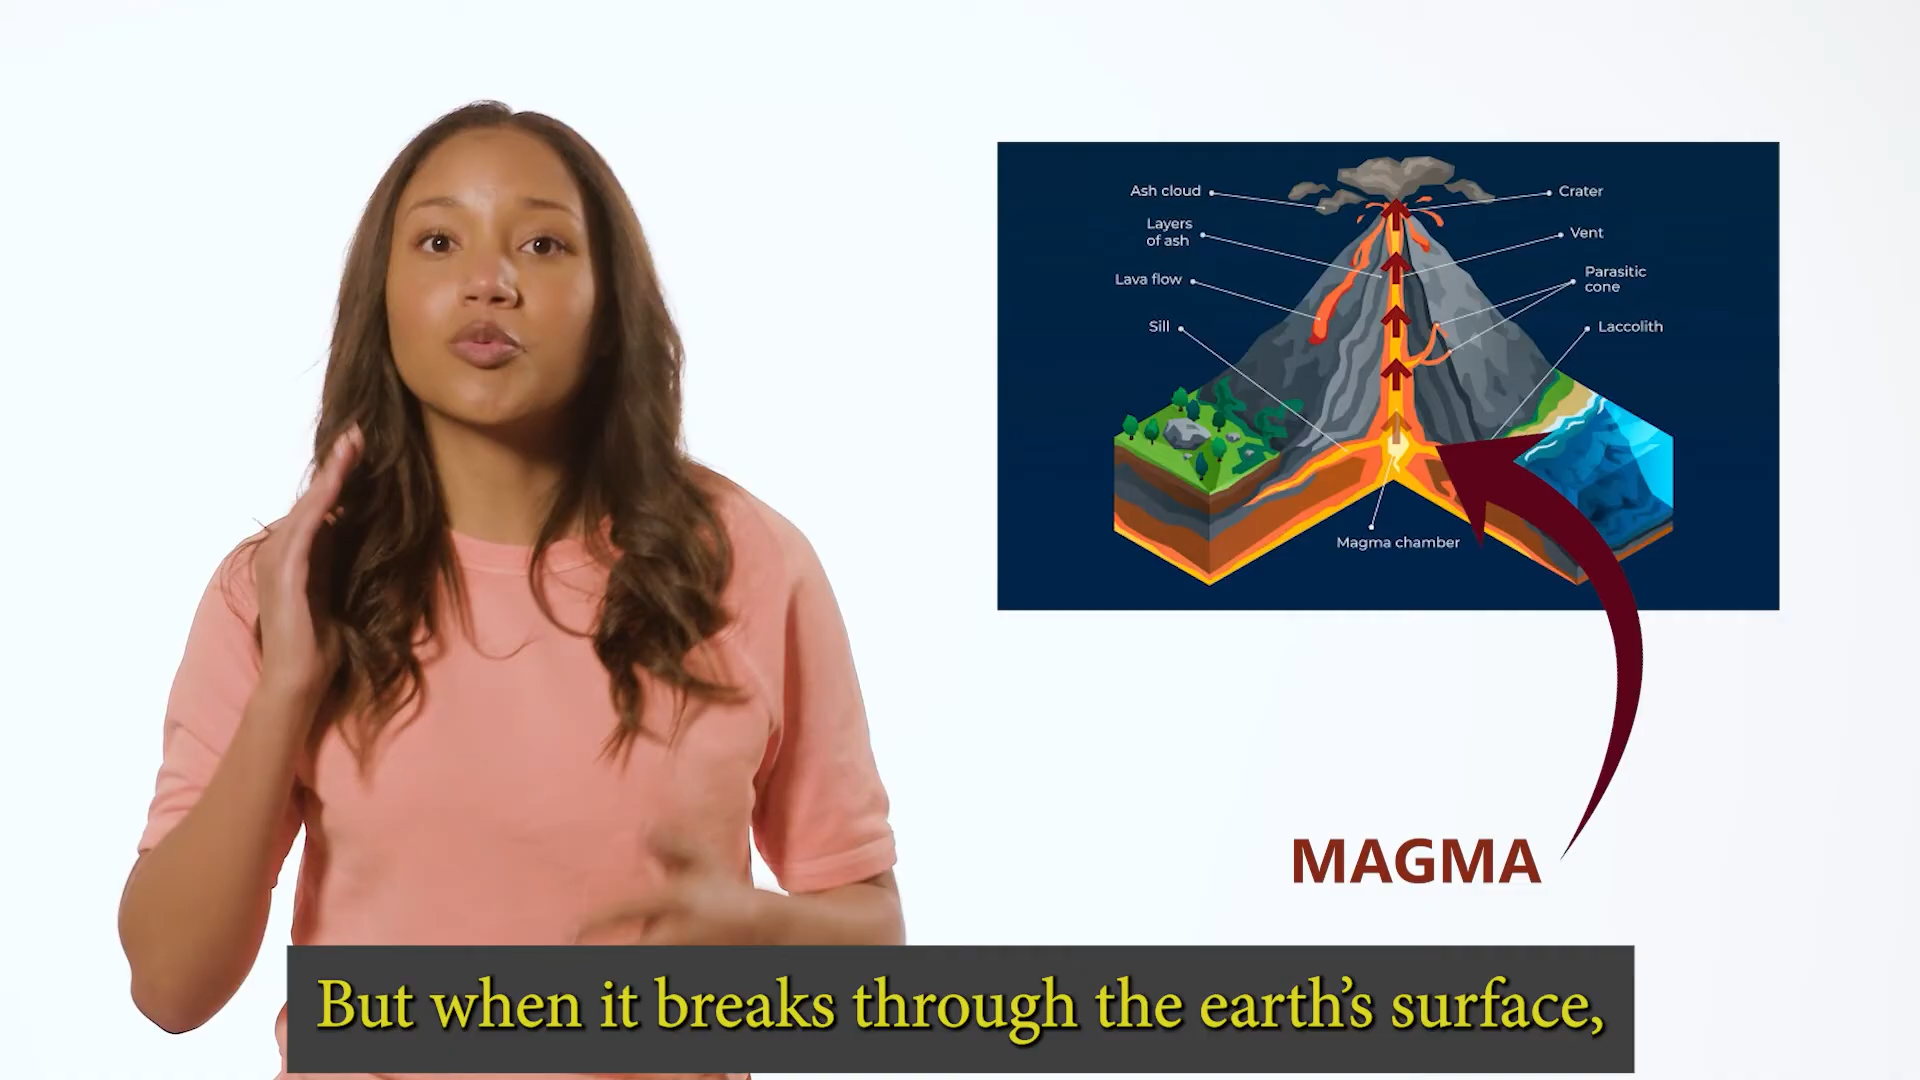 Ash cloud
Crater
Layers
of ash
Vent
Lava flow
Parasitic
cone
Sill
Laccolith
Magma chamber
MAGMA
But when it breaks through the earth’s surface,